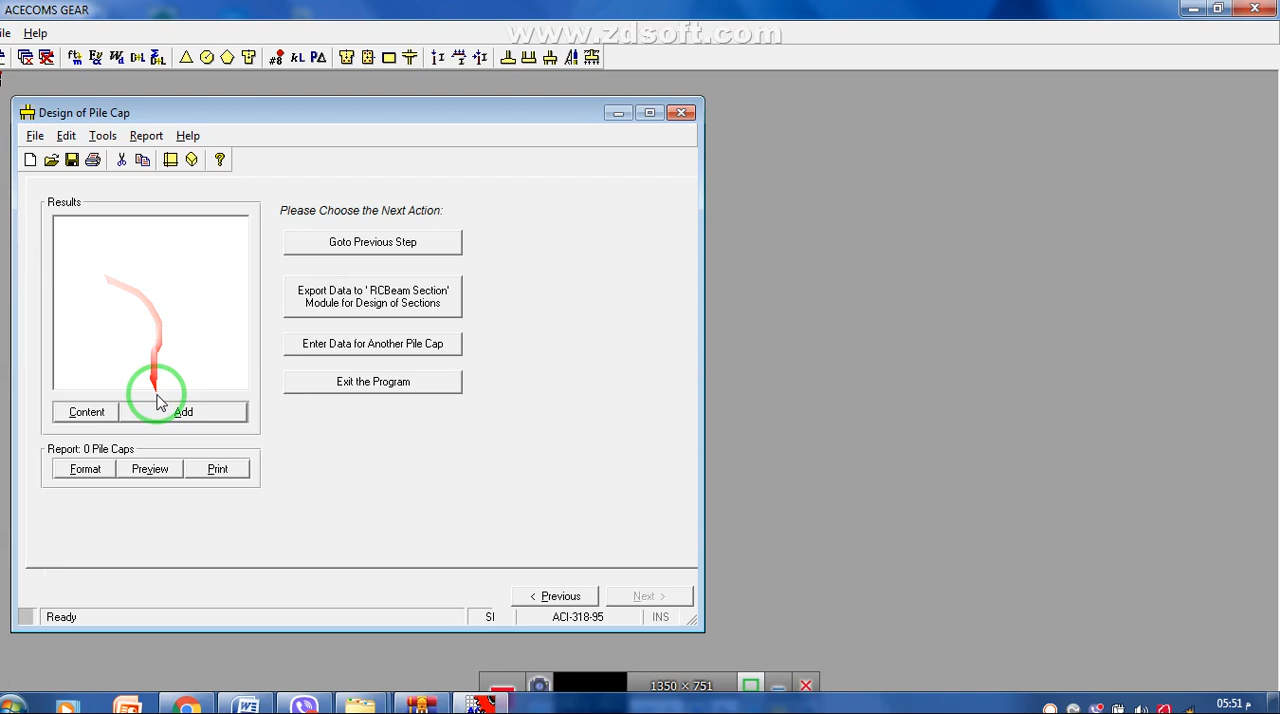 ACECOMS GEAR
www.zdsoft.com
ile Help
Design of Pile Cap
File Edit Tools Report Help
Results
Please Choose the Next Action:
Goto Previous Step
Export Data to ' RCBeam Section'
Module for Design of Sections
Enter Data for Another Pile Cap
Exit the Program
Content Add
Report: 0 Pile Caps
Format Preview Print
< Previous Next >
Ready SI ACI-318-95 INS
1350 × 751
05:51 م